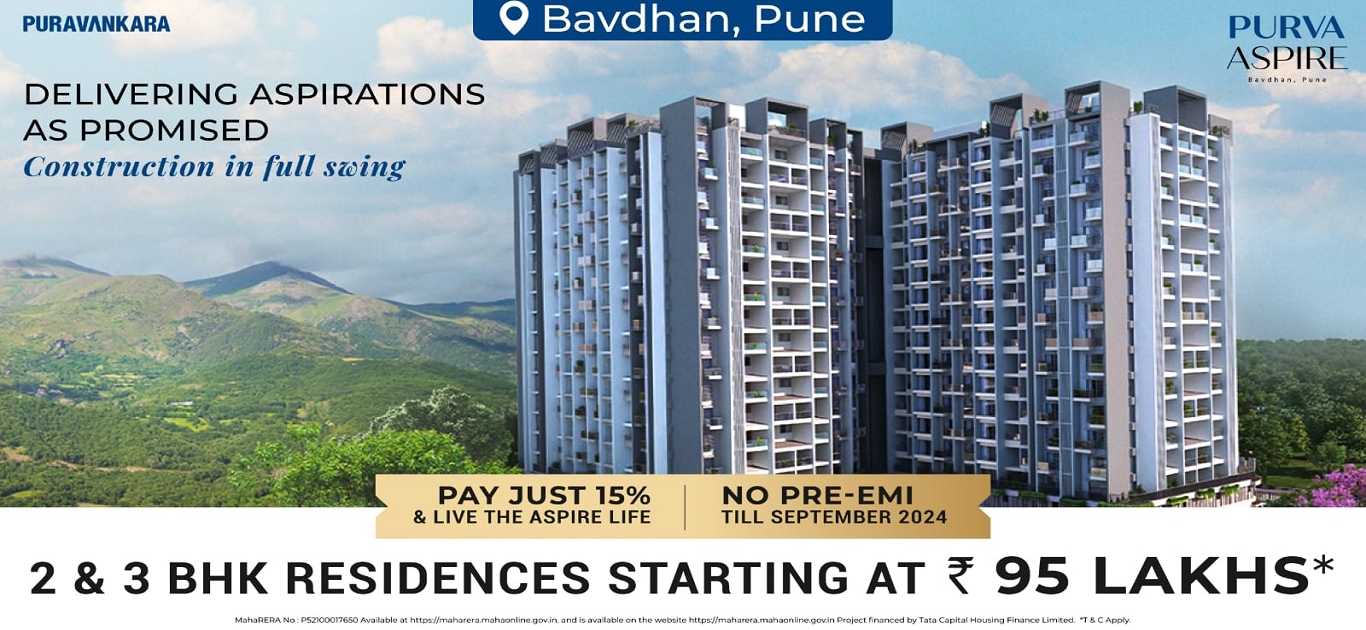 PURAVANKARA
Bavdhan, Pune
PURVA
ASPIRE
Bavdhan, Pune
DELIVERING ASPIRATIONS
AS PROMISED
Construction in full swing
PAY JUST 15%
& LIVE THE ASPIRE LIFE
NO PRE-EMI
TILL SEPTEMBER 2024
2 & 3 BHK RESIDENCES STARTING AT ₹ 95 LAKHS*
MahaRERA No : P52100017650 Available at https://maharera.mahaonline.gov.in, and is available on the website https://maharera.mahaonline.gov.in Project financed by Tata Capital Housing Finance Limited. *T & C Apply.